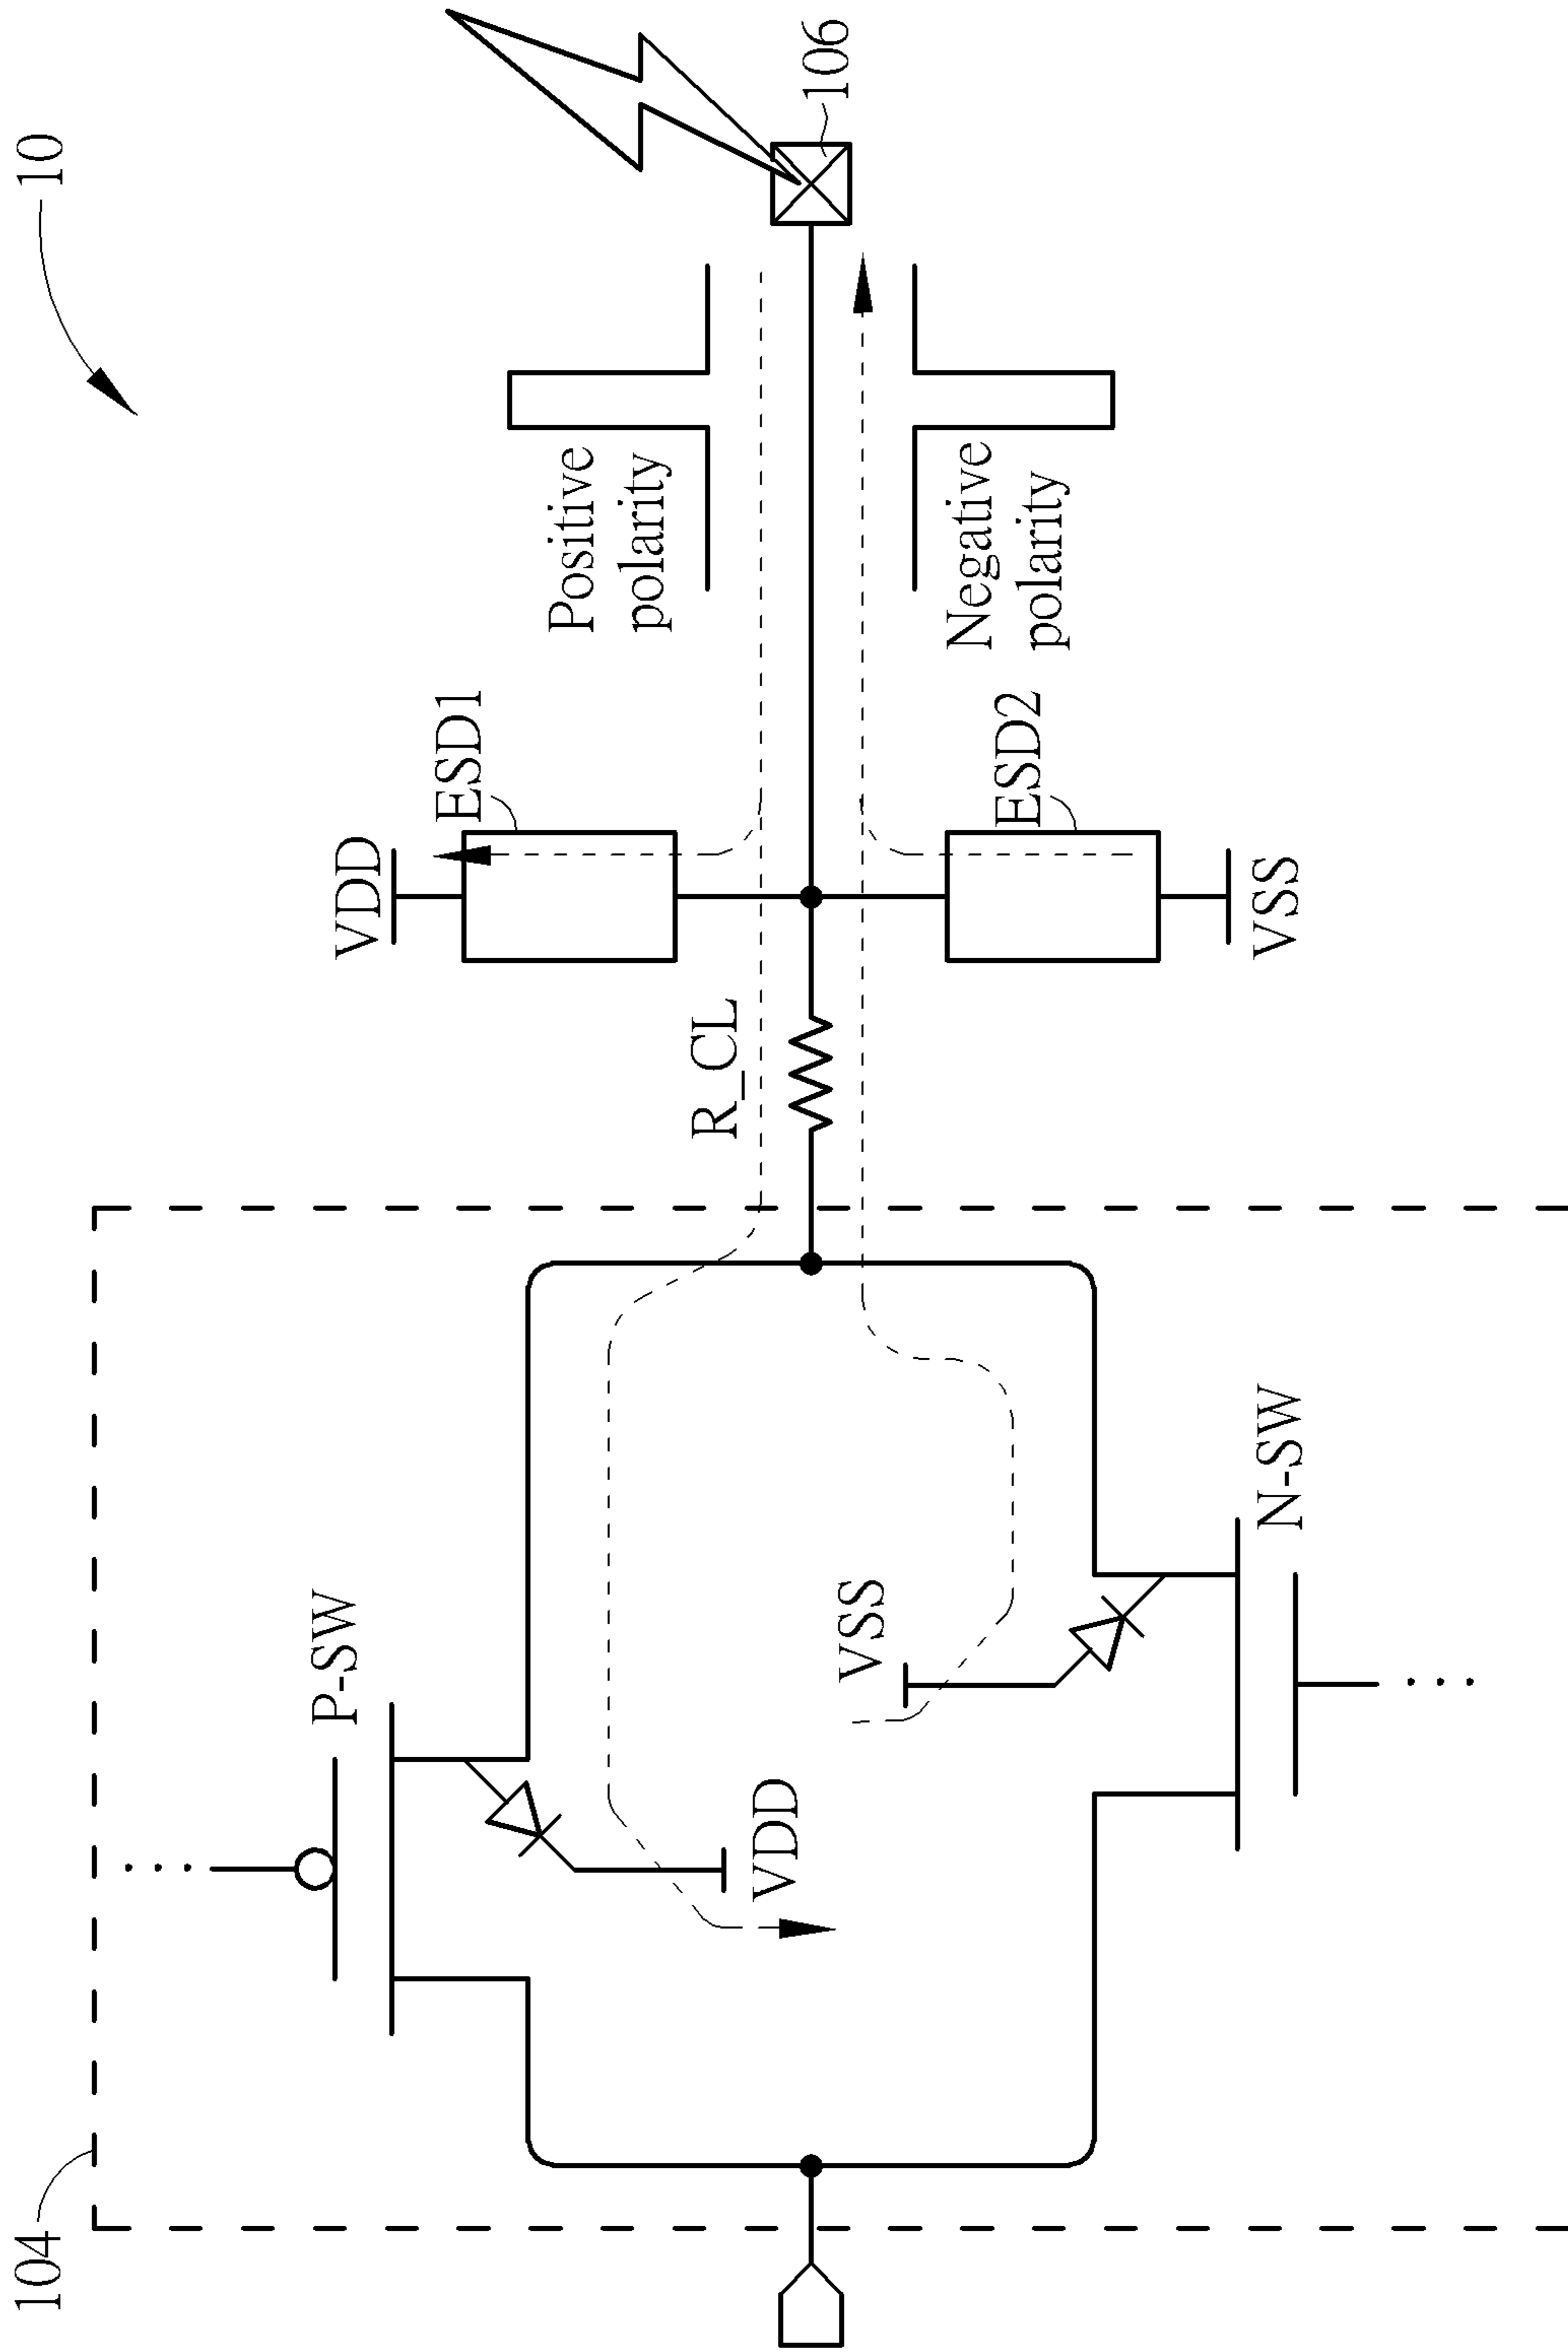 10
104
P-SW
VDD
VSS
N-SW
R_CL
VDD
ESD1
ESD2
VSS
Positive
polarity
Negative
polarity
106